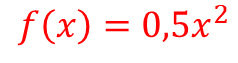 f(x) = 0,5x²